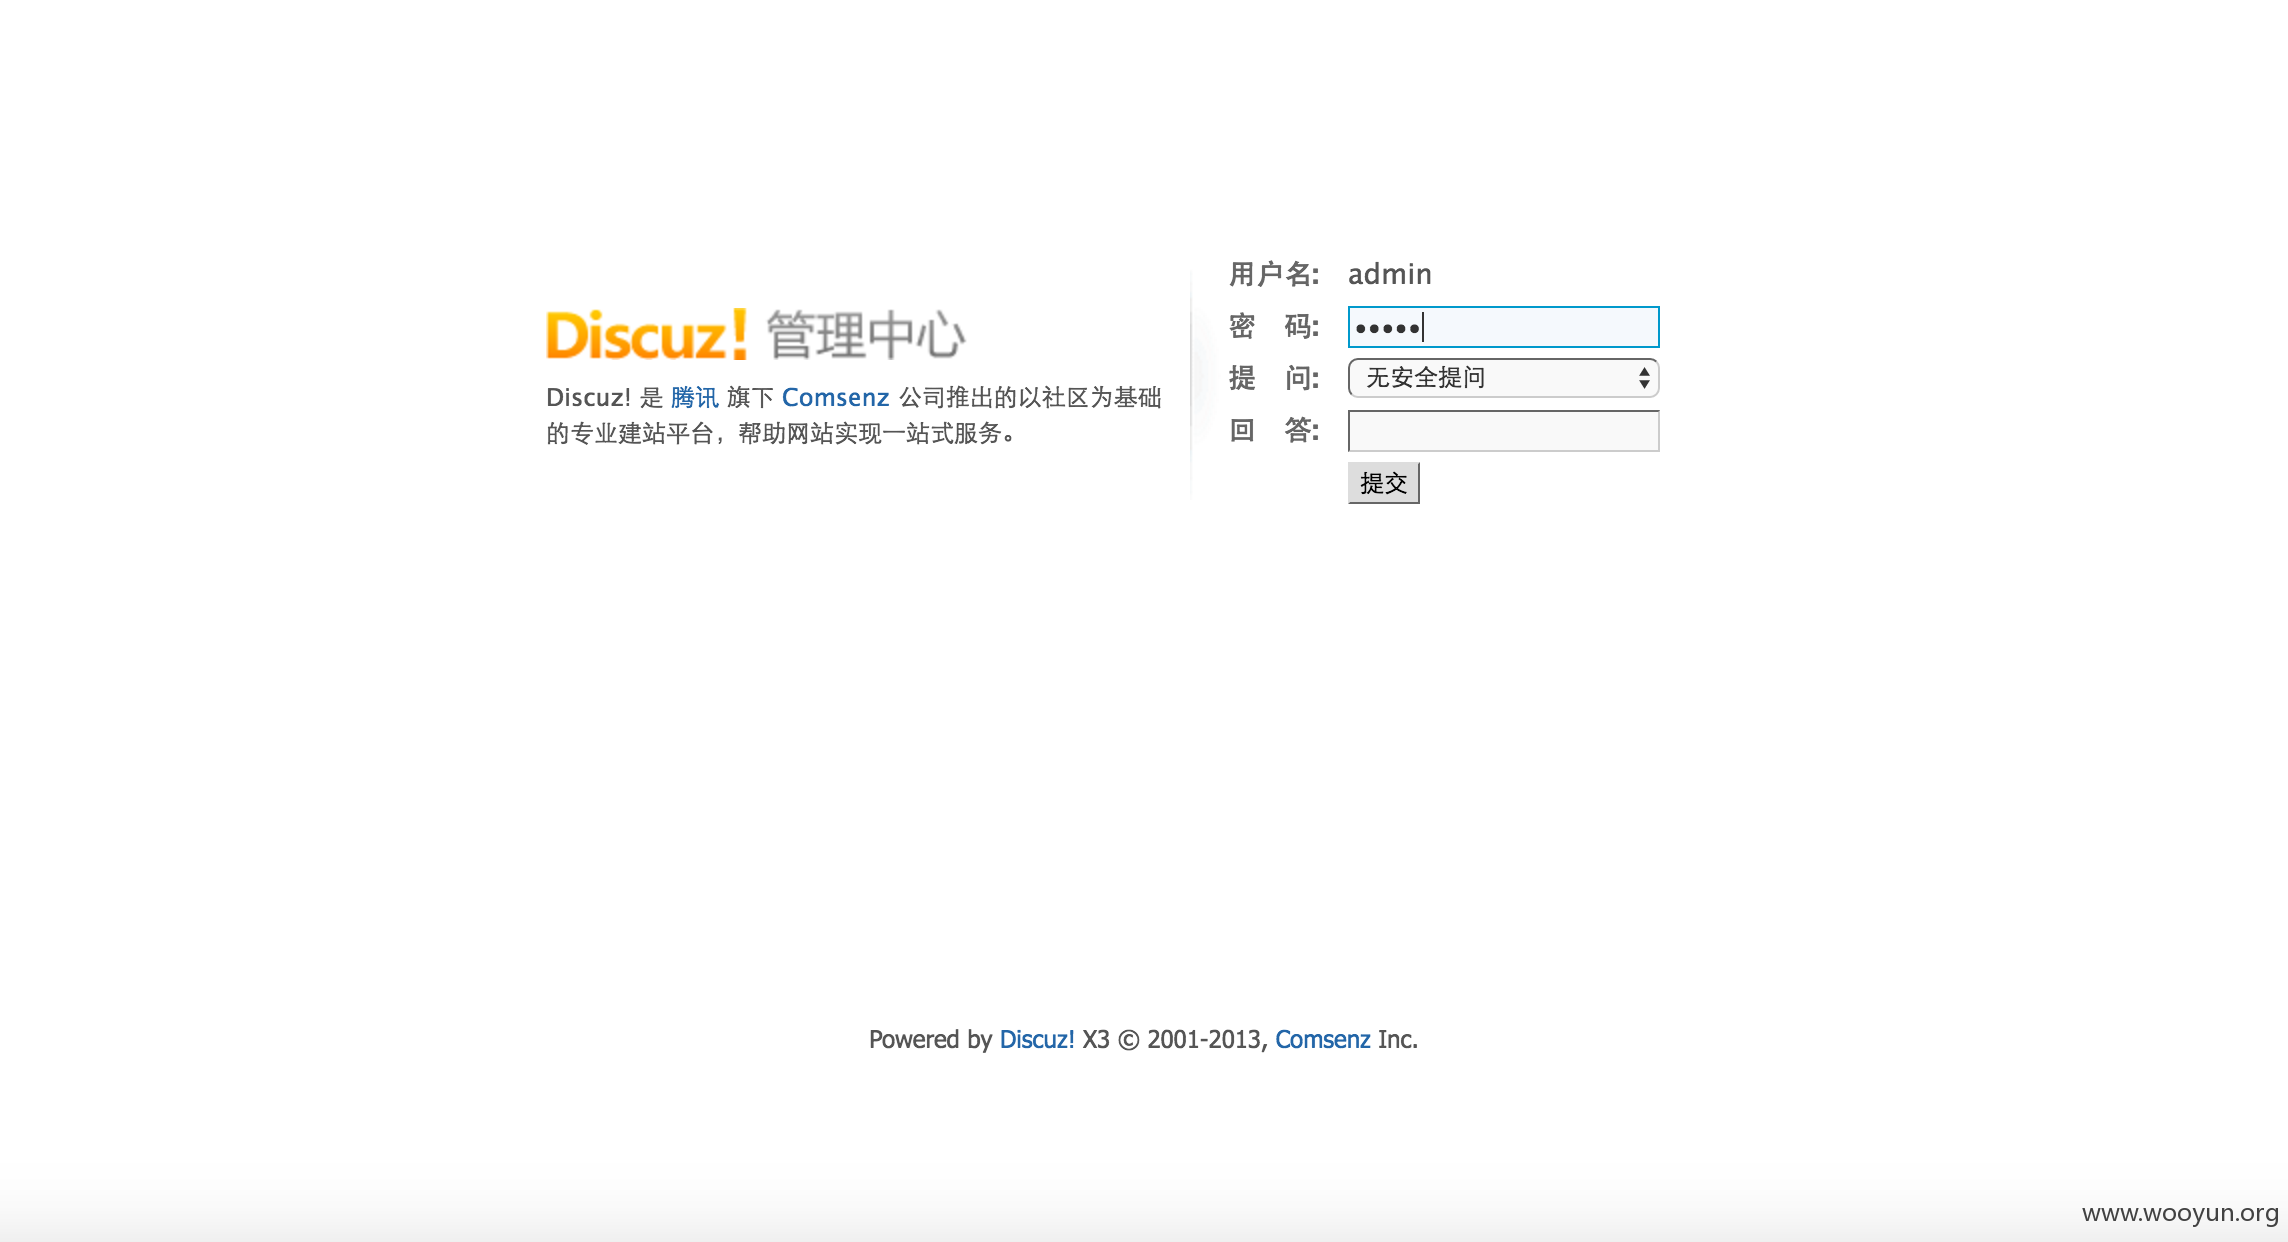 Discuz! 管理中心
Discuz! 是 腾讯 旗下 Comsenz 公司推出的以社区为基础
的专业建站平台，帮助网站实现一站式服务。
用户名: admin
密 码: •••••
提 问: 无安全提问
回 答:
提交
Powered by Discuz! X3 © 2001-2013, Comsenz Inc.
www.wooyun.org